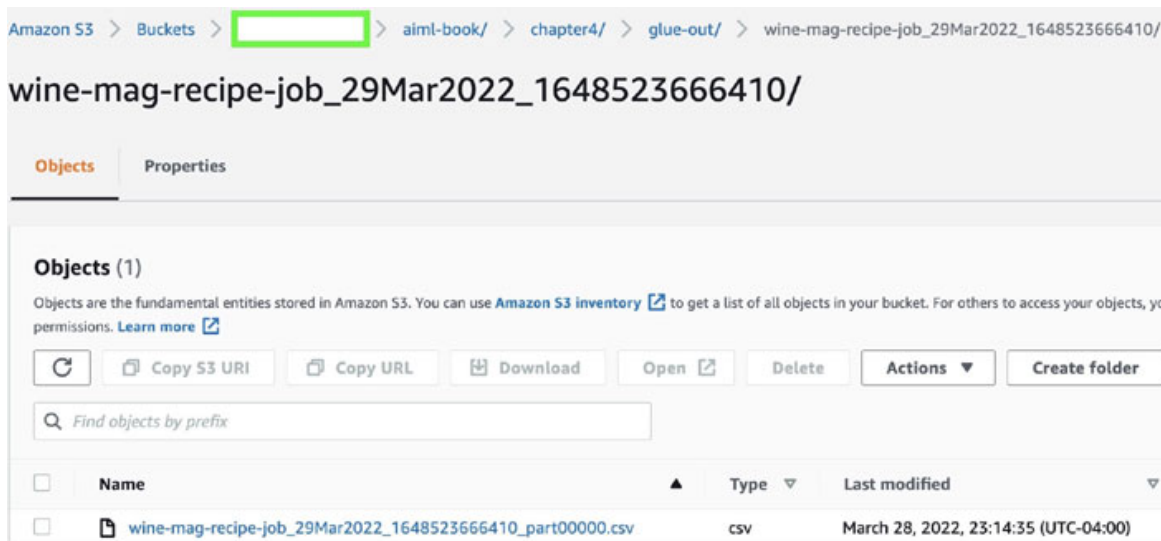 Amazon S3 > Buckets > > aiml-book/ > chapter4/ > glue-out/ > wine-mag-recipe-job_29Mar2022_1648523666410/
wine-mag-recipe-job_29Mar2022_1648523666410/
Objects Properties
Objects (1)
Objects are the fundamental entities stored in Amazon S3. You can use Amazon S3 inventory to get a list of all objects in your bucket. For others to access your objects,
permissions. Learn more
Copy S3 URI Copy URL Download Open Delete Actions ▼ Create folder
Find objects by prefix
Name ▲ Type ▽ Last modified ▽
wine-mag-recipe-job_29Mar2022_1648523666410_part00000.csv csv March 28, 2022, 23:14:35 (UTC-04:00)